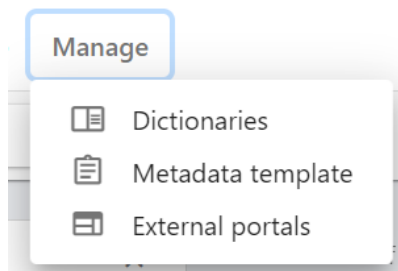 Manage
Dictionaries
Metadata template
External portals